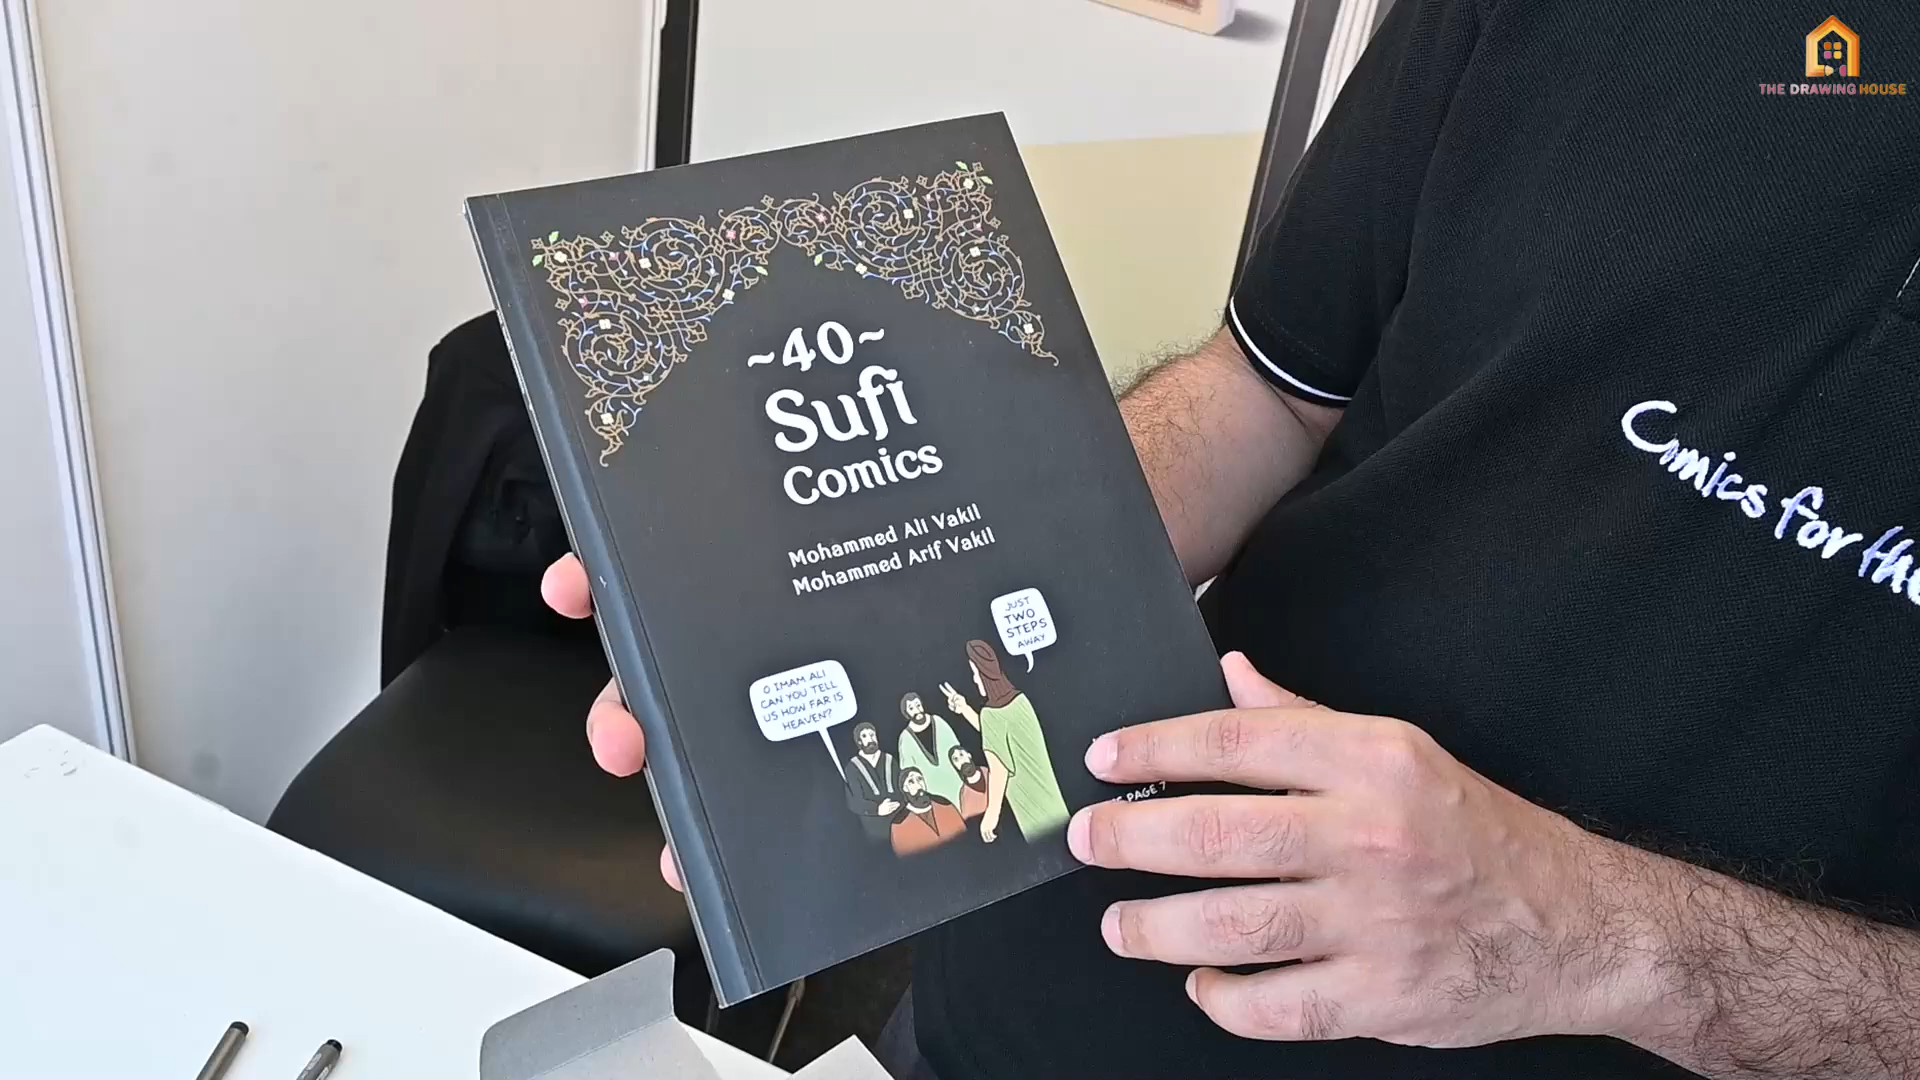 THE DRAWING HOUSE
~40~
Sufi
Comics
Mohammed Ali Vakil
Mohammed Arif Vakil
JUST
TWO
STEPS
AWAY
O IMAM ALI
CAN YOU TELL
US HOW FAR IS
HEAVEN?
PAGE 7
Comics for the